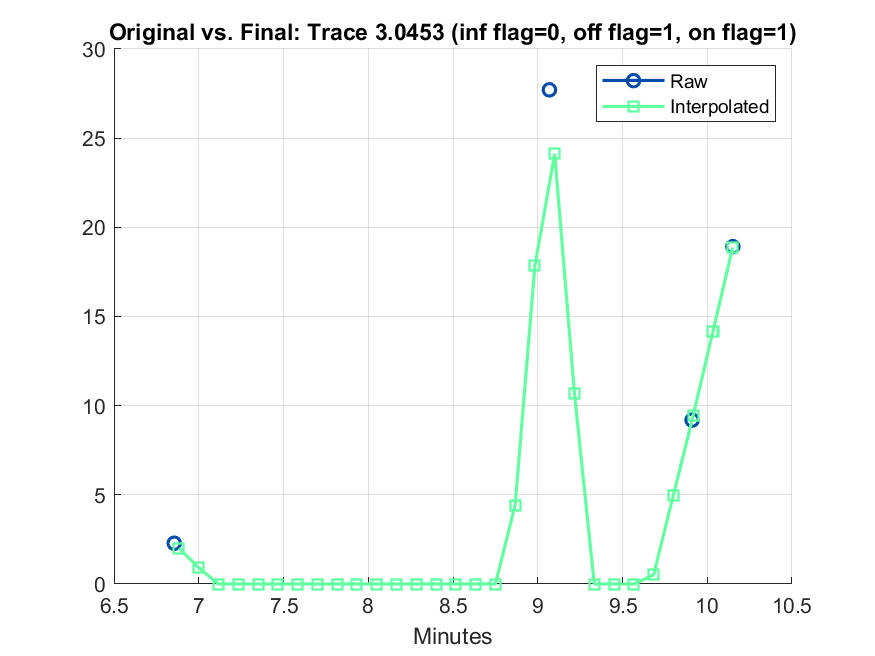 Original vs. Final: Trace 3.0453 (inf flag=0, off flag=1, on flag=1)
30
25
20
15
10
5
0
Raw
Interpolated
6.5 7 7.5 8 8.5 9 9.5 10 10.5
Minutes